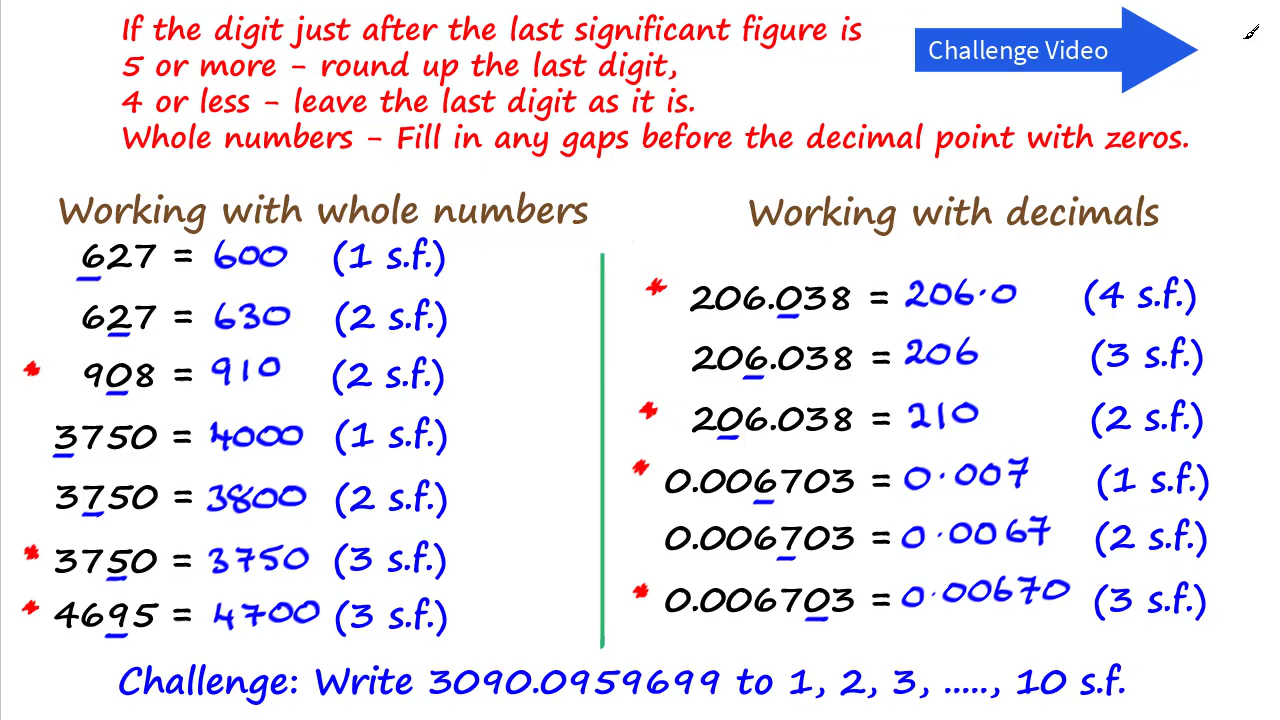 If the digit just after the last significant figure is
5 or more - round up the last digit,
4 or less - leave the last digit as it is.
Whole numbers - Fill in any gaps before the decimal point with zeros.
Challenge Video
Working with whole numbers
627 = 600 (1 s.f.)
627 = 630 (2 s.f.)
* 908 = 910 (2 s.f.)
3750 = 4000 (1 s.f.)
3750 = 3800 (2 s.f.)
* 3750 = 3750 (3 s.f.)
* 4695 = 4700 (3 s.f.)
Working with decimals
* 206.038 = 206.0 (4 s.f.)
206.038 = 206 (3 s.f.)
* 206.038 = 210 (2 s.f.)
* 0.006703 = 0.007 (1 s.f.)
0.006703 = 0.0067 (2 s.f.)
* 0.006703 = 0.00670 (3 s.f.)
Challenge: Write 3090.0959699 to 1, 2, 3, ....., 10 s.f.